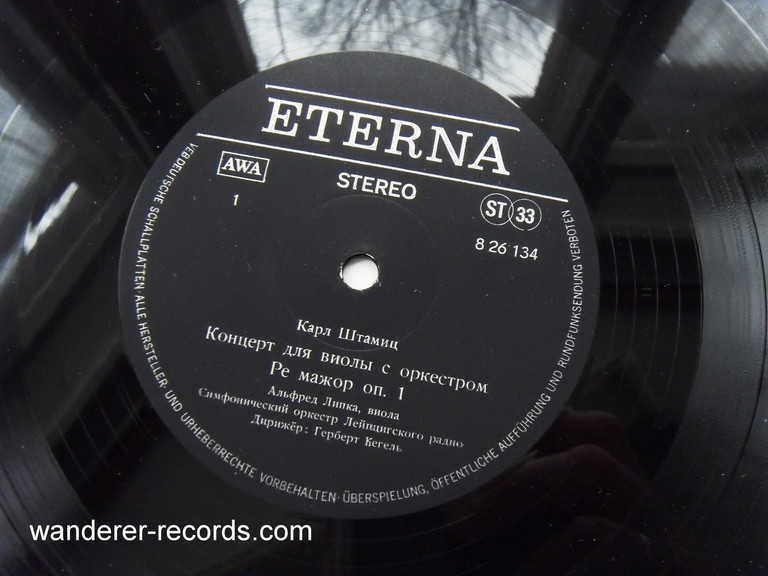 ETERNA
AWA
STEREO
1
ST 33
8 26 134
Карл Штамиц
Концерт для виолы с оркестром
Ре мажор оп. 1
Альфред Липка, виола
Симфонический оркестр Лейпцигского радио
Дирижёр: Герберт Кегель
VEB DEUTSCHE SCHALLPLATTEN · ALLE HERSTELLER- UND URHEBERRECHTE VORBEHALTEN · ÜBERSPIELUNG, ÖFFENTLICHE AUFFÜHRUNG UND RUNDFUNKSENDUNG VERBOTEN
wanderer-records.com